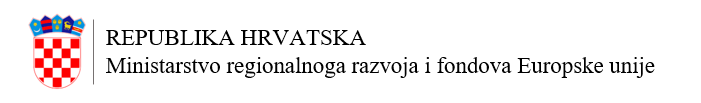 REPUBLIKA HRVATSKA
Ministarstvo regionalnoga razvoja i fondova Europske unije